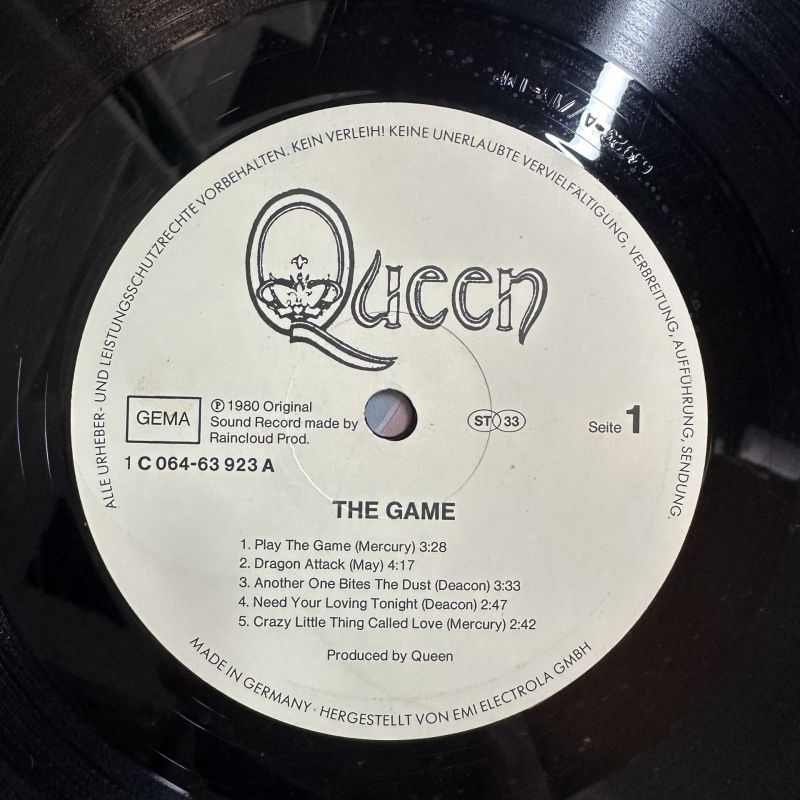 ALLE URHEBER- UND LEISTUNGSSCHUTZRECHTE VORBEHALTEN. KEIN VERLEIH! KEINE UNERLAUBTE VERVIELFÄLTIGUNG, VERBREITUNG, AUFFÜHRUNG, SENDUNG.
Queen
GEMA
Ⓟ 1980 Original
Sound Record made by
Raincloud Prod.
1 C 064-63 923 A
ST 33
Seite 1
THE GAME
1. Play The Game (Mercury) 3:28
2. Dragon Attack (May) 4:17
3. Another One Bites The Dust (Deacon) 3:33
4. Need Your Loving Tonight (Deacon) 2:47
5. Crazy Little Thing Called Love (Mercury) 2:42
Produced by Queen
MADE IN GERMANY · HERGESTELLT VON EMI ELECTROLA GMBH